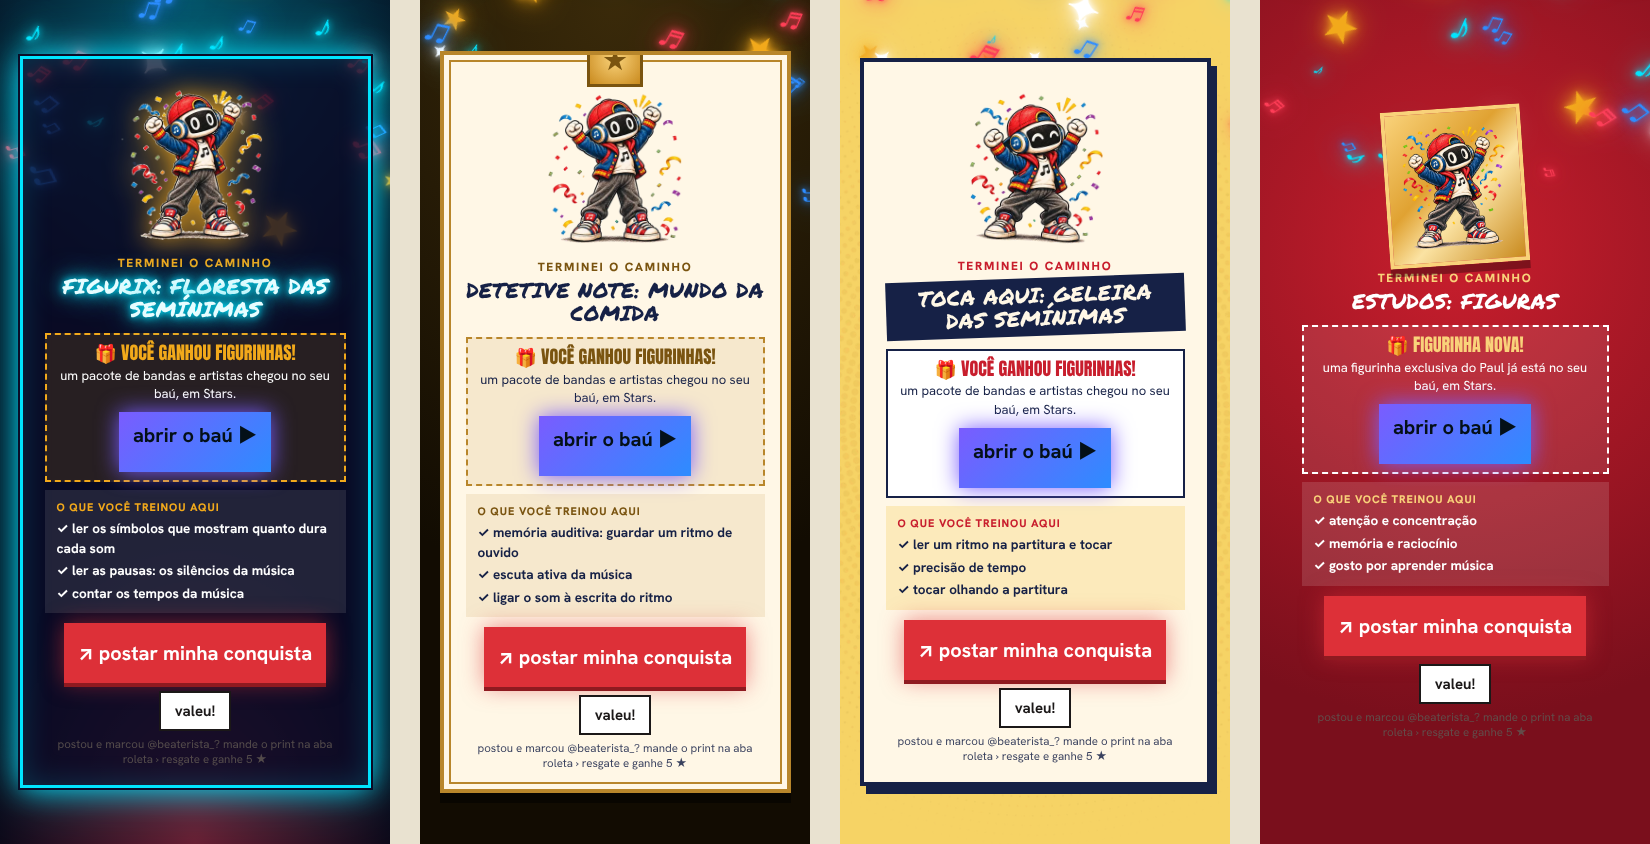 TERMINEI O CAMINHO
FIGURIX: FLORESTA DAS
SEMÍNIMAS
🎁 VOCÊ GANHOU FIGURINHAS!
um pacote de bandas e artistas chegou no seu
baú, em Stars.
abrir o baú ▶
O QUE VOCÊ TREINOU AQUI
✓ ler os símbolos que mostram quanto dura
cada som
✓ ler as pausas: os silêncios da música
✓ contar os tempos da música
↗ postar minha conquista
valeu!
postou e marcou @beaterista_? mande o print na aba
roleta › resgate e ganhe 5 ★
TERMINEI O CAMINHO
DETETIVE NOTE: MUNDO DA
COMIDA
🎁 VOCÊ GANHOU FIGURINHAS!
um pacote de bandas e artistas chegou no seu
baú, em Stars.
abrir o baú ▶
O QUE VOCÊ TREINOU AQUI
✓ memória auditiva: guardar um ritmo de
ouvido
✓ escuta ativa da música
✓ ligar o som à escrita do ritmo
↗ postar minha conquista
valeu!
postou e marcou @beaterista_? mande o print na aba
roleta › resgate e ganhe 5 ★
TERMINEI O CAMINHO
TOCA AQUI: GELEIRA
DAS SEMÍNIMAS
🎁 VOCÊ GANHOU FIGURINHAS!
um pacote de bandas e artistas chegou no seu
baú, em Stars.
abrir o baú ▶
O QUE VOCÊ TREINOU AQUI
✓ ler um ritmo na partitura e tocar
✓ precisão de tempo
✓ tocar olhando a partitura
↗ postar minha conquista
valeu!
postou e marcou @beaterista_? mande o print na aba
roleta › resgate e ganhe 5 ★
TERMINEI O CAMINHO
ESTUDOS: FIGURAS
🎁 FIGURINHA NOVA!
uma figurinha exclusiva do Paul já está no seu
baú, em Stars.
abrir o baú ▶
O QUE VOCÊ TREINOU AQUI
✓ atenção e concentração
✓ memória e raciocínio
✓ gosto por aprender música
↗ postar minha conquista
valeu!
postou e marcou @beaterista_? mande o print na aba
roleta › resgate e ganhe 5 ★